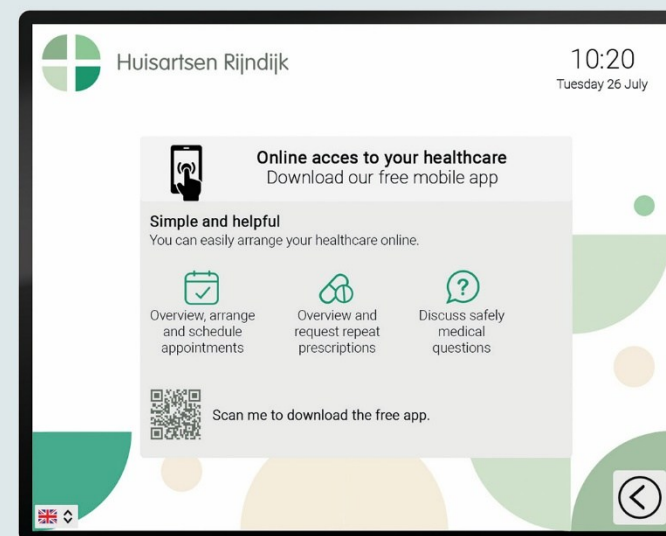 Huisartsen Rijndijk
10:20
Tuesday 26 July
Online acces to your healthcare
Download our free mobile app
Simple and helpful
You can easily arrange your healthcare online.
Overview, arrange
and schedule
appointments
Overview and
request repeat
prescriptions
Discuss safely
medical
questions
Scan me to download the free app.